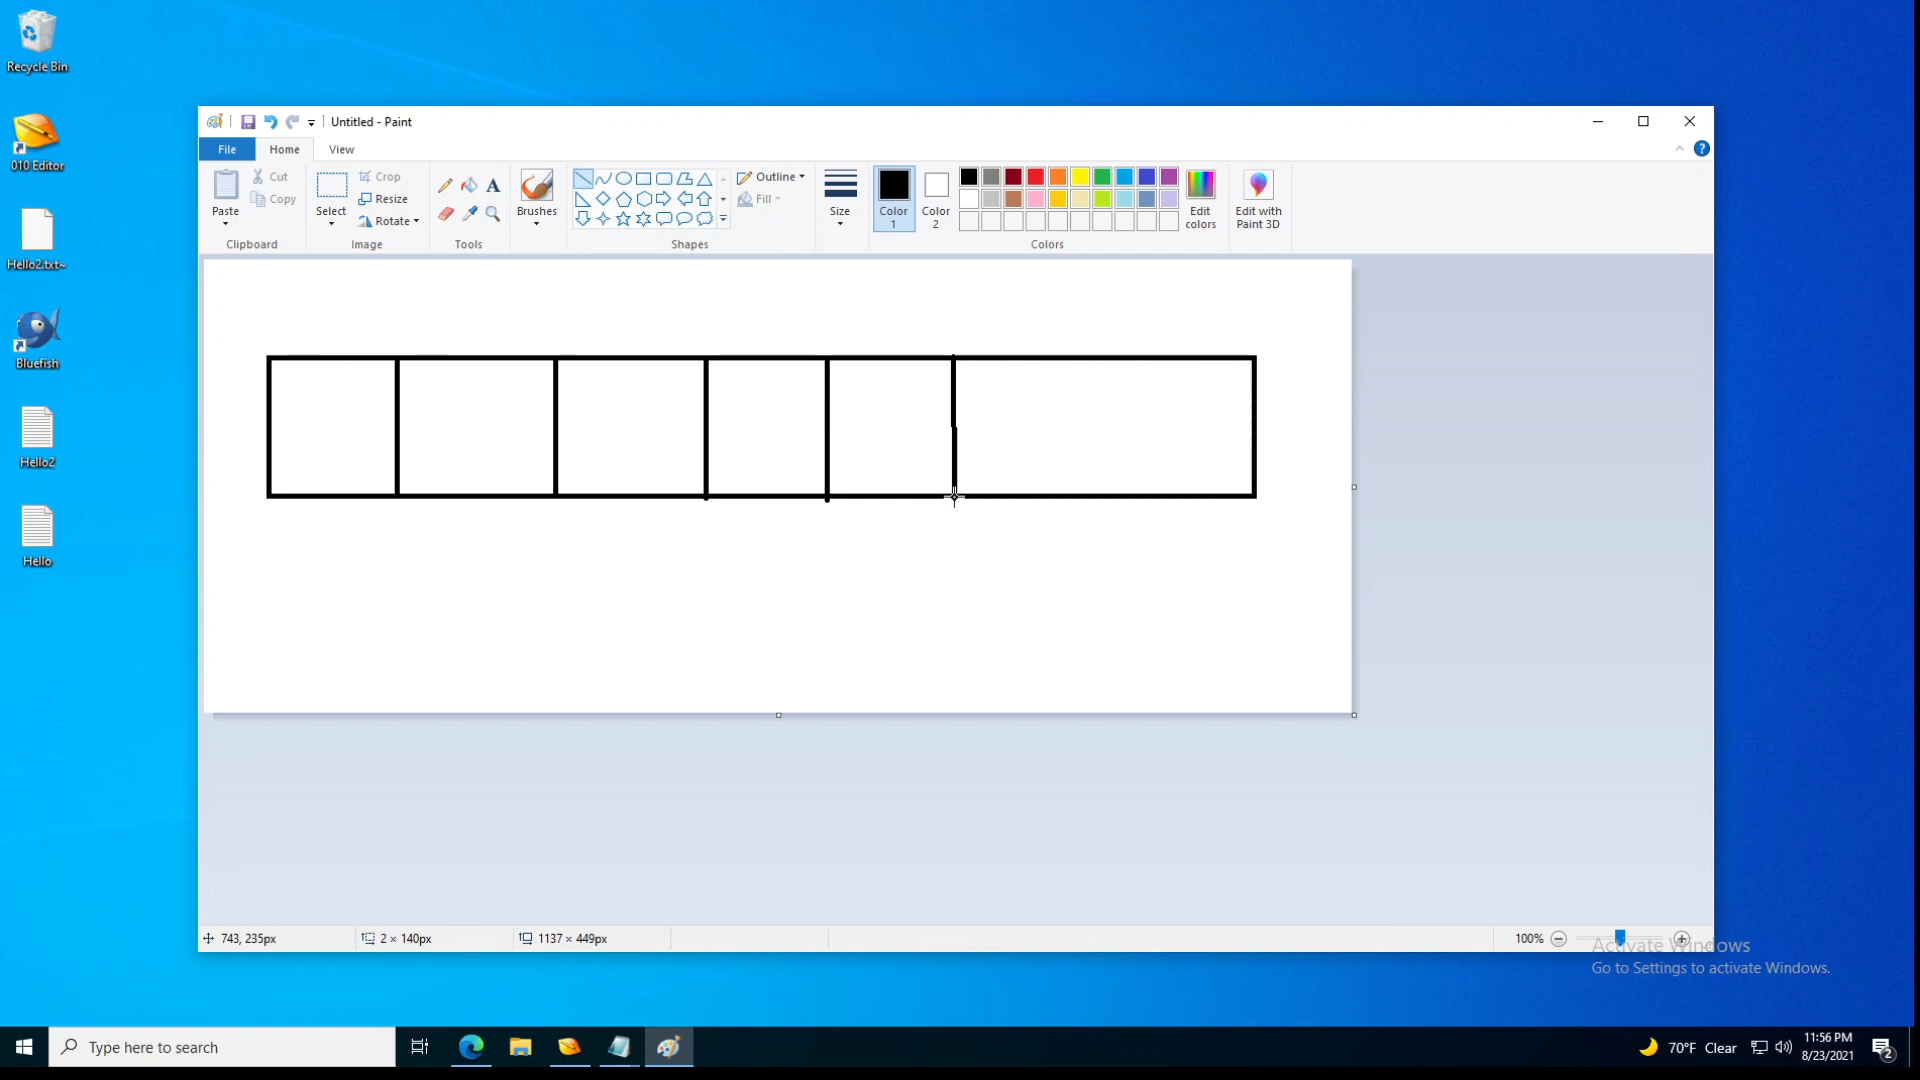 Recycle Bin
010 Editor
Hello2.txt~
Bluefish
Hello2
Hello
Untitled - Paint
File Home View
Paste
Cut
Copy
Clipboard
Select
Crop
Resize
Rotate
Image
A
Tools
Brushes
Shapes
Outline
Fill
Size
Color
1
Color
2
Edit
colors
Colors
Edit with
Paint 3D
?
743, 235px
2 × 140px
1137 × 449px
100%
Activate Windows
Go to Settings to activate Windows.
Type here to search
70°F Clear
11:56 PM
8/23/2021
2